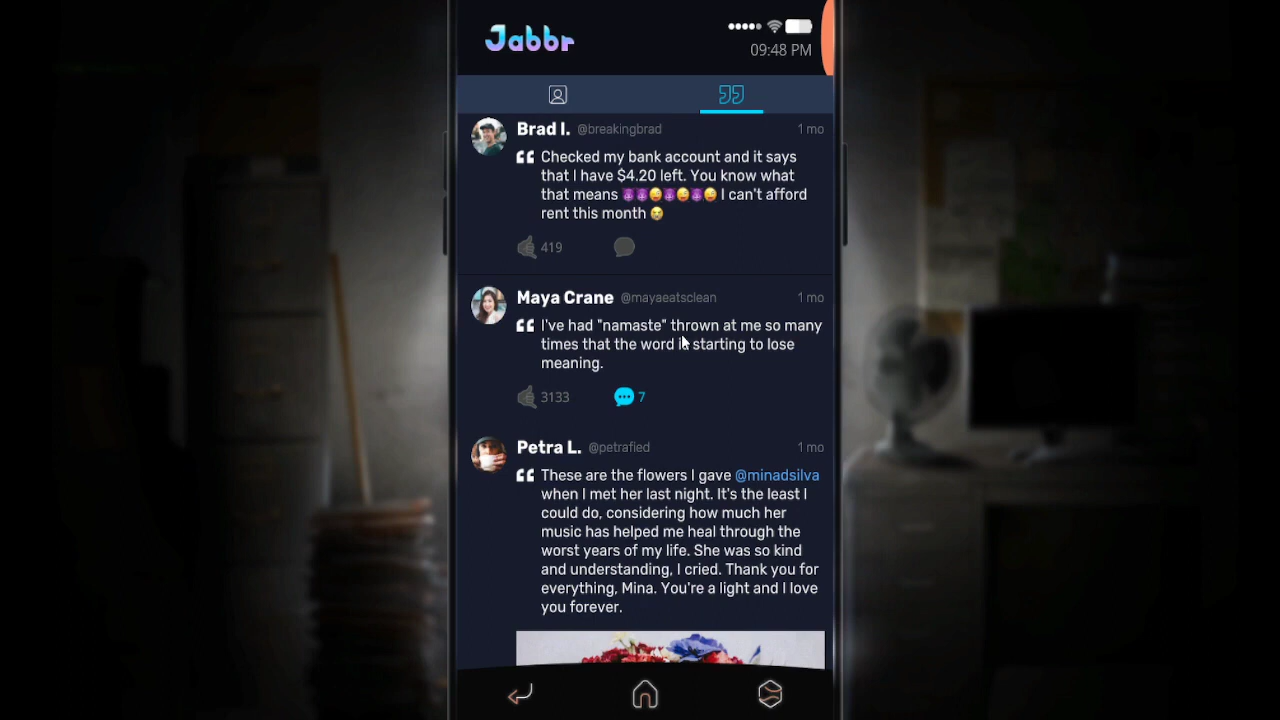 Jabbr
09:48 PM
Brad I. @breakingbrad 1 mo
Checked my bank account and it says
that I have $4.20 left. You know what
that means 😈😈😜😈😜😈😜 I can't afford
rent this month 😭
419
Maya Crane @mayaeatsclean 1 mo
I've had "namaste" thrown at me so many
times that the word is starting to lose
meaning.
3133 7
Petra L. @petrafied 1 mo
These are the flowers I gave @minadsilva
when I met her last night. It's the least I
could do, considering how much her
music has helped me heal through the
worst years of my life. She was so kind
and understanding, I cried. Thank you for
everything, Mina. You're a light and I love
you forever.